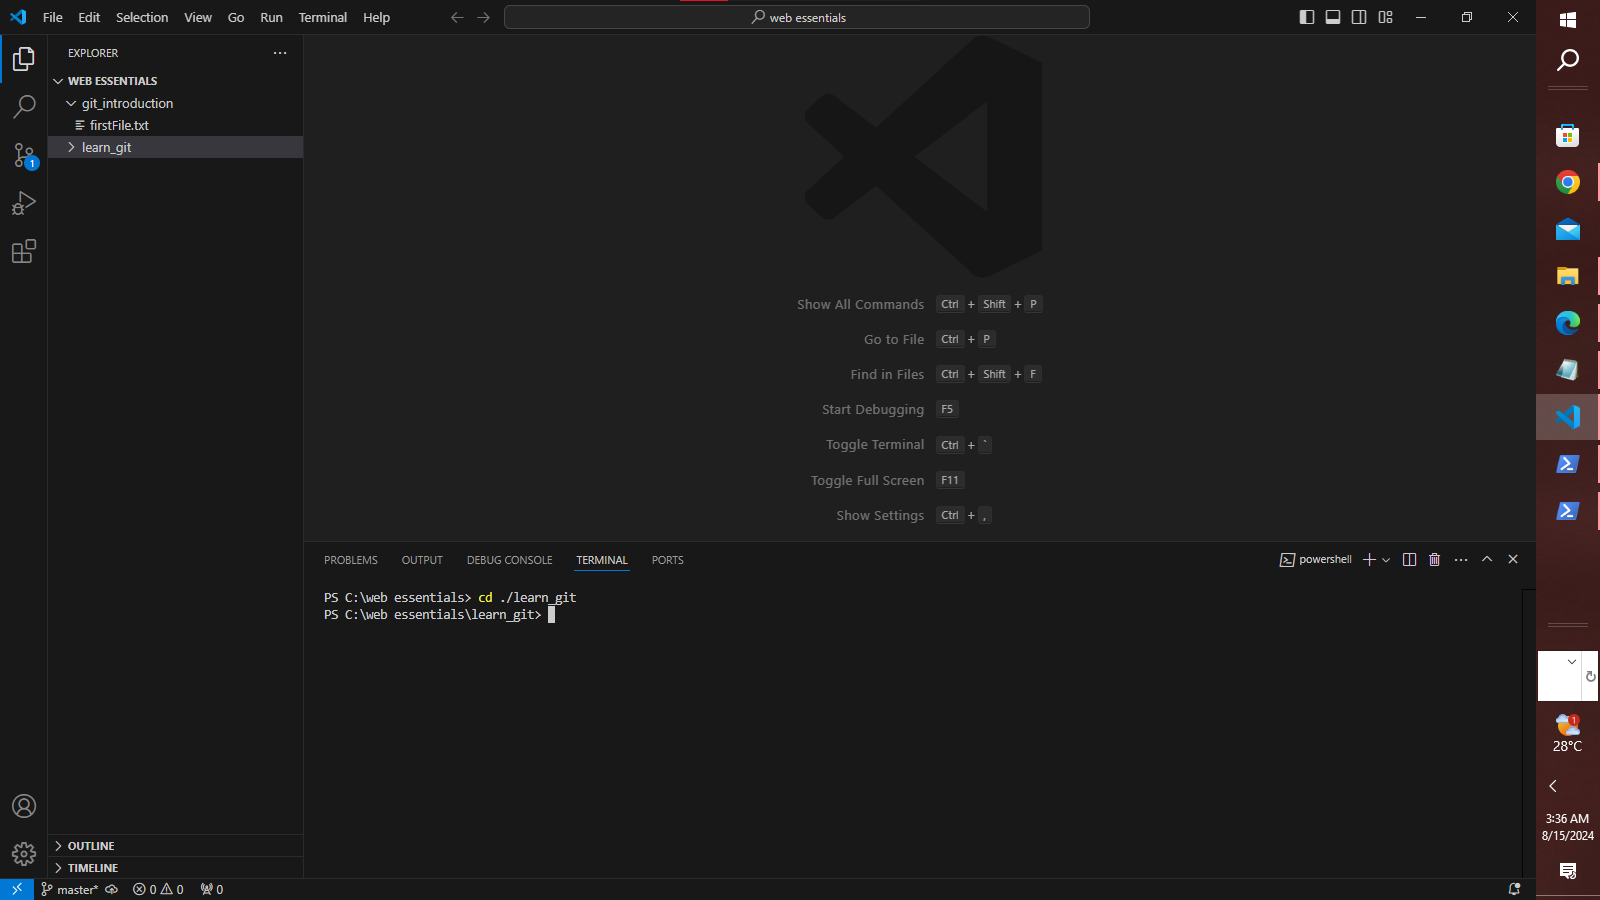 File Edit Selection View Go Run Terminal Help
web essentials
EXPLORER
WEB ESSENTIALS
git_introduction
firstFile.txt
learn_git
1
Show All Commands Ctrl + Shift + P
Go to File Ctrl + P
Find in Files Ctrl + Shift + F
Start Debugging F5
Toggle Terminal Ctrl + `
Toggle Full Screen F11
Show Settings Ctrl + ,
PROBLEMS OUTPUT DEBUG CONSOLE TERMINAL PORTS
powershell
PS C:\web essentials> cd ./learn_git
PS C:\web essentials\learn_git>
OUTLINE
TIMELINE
master* 0 0 0
1
28°C
3:36 AM
8/15/2024